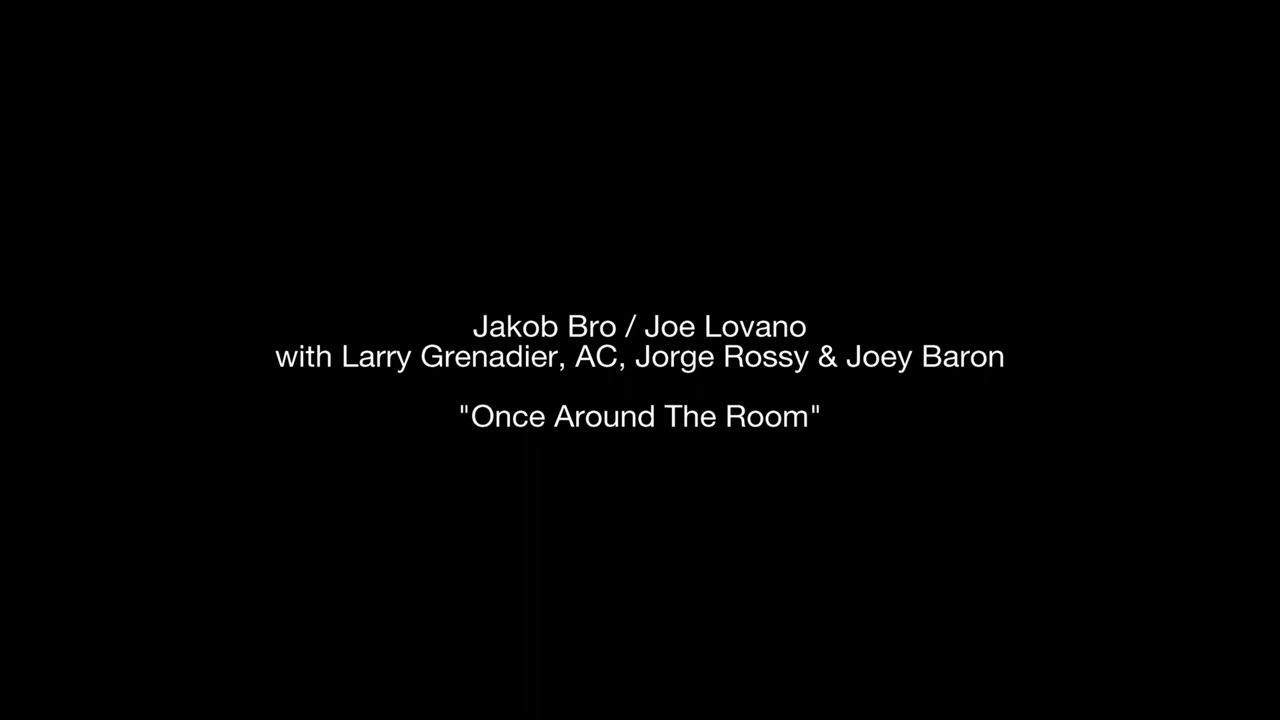 Jakob Bro / Joe Lovano
with Larry Grenadier, AC, Jorge Rossy & Joey Baron
"Once Around The Room"